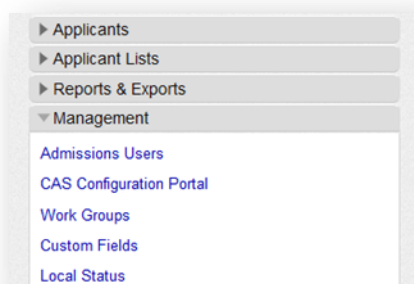 Applicants
Applicant Lists
Reports & Exports
Management
Admissions Users
CAS Configuration Portal
Work Groups
Custom Fields
Local Status